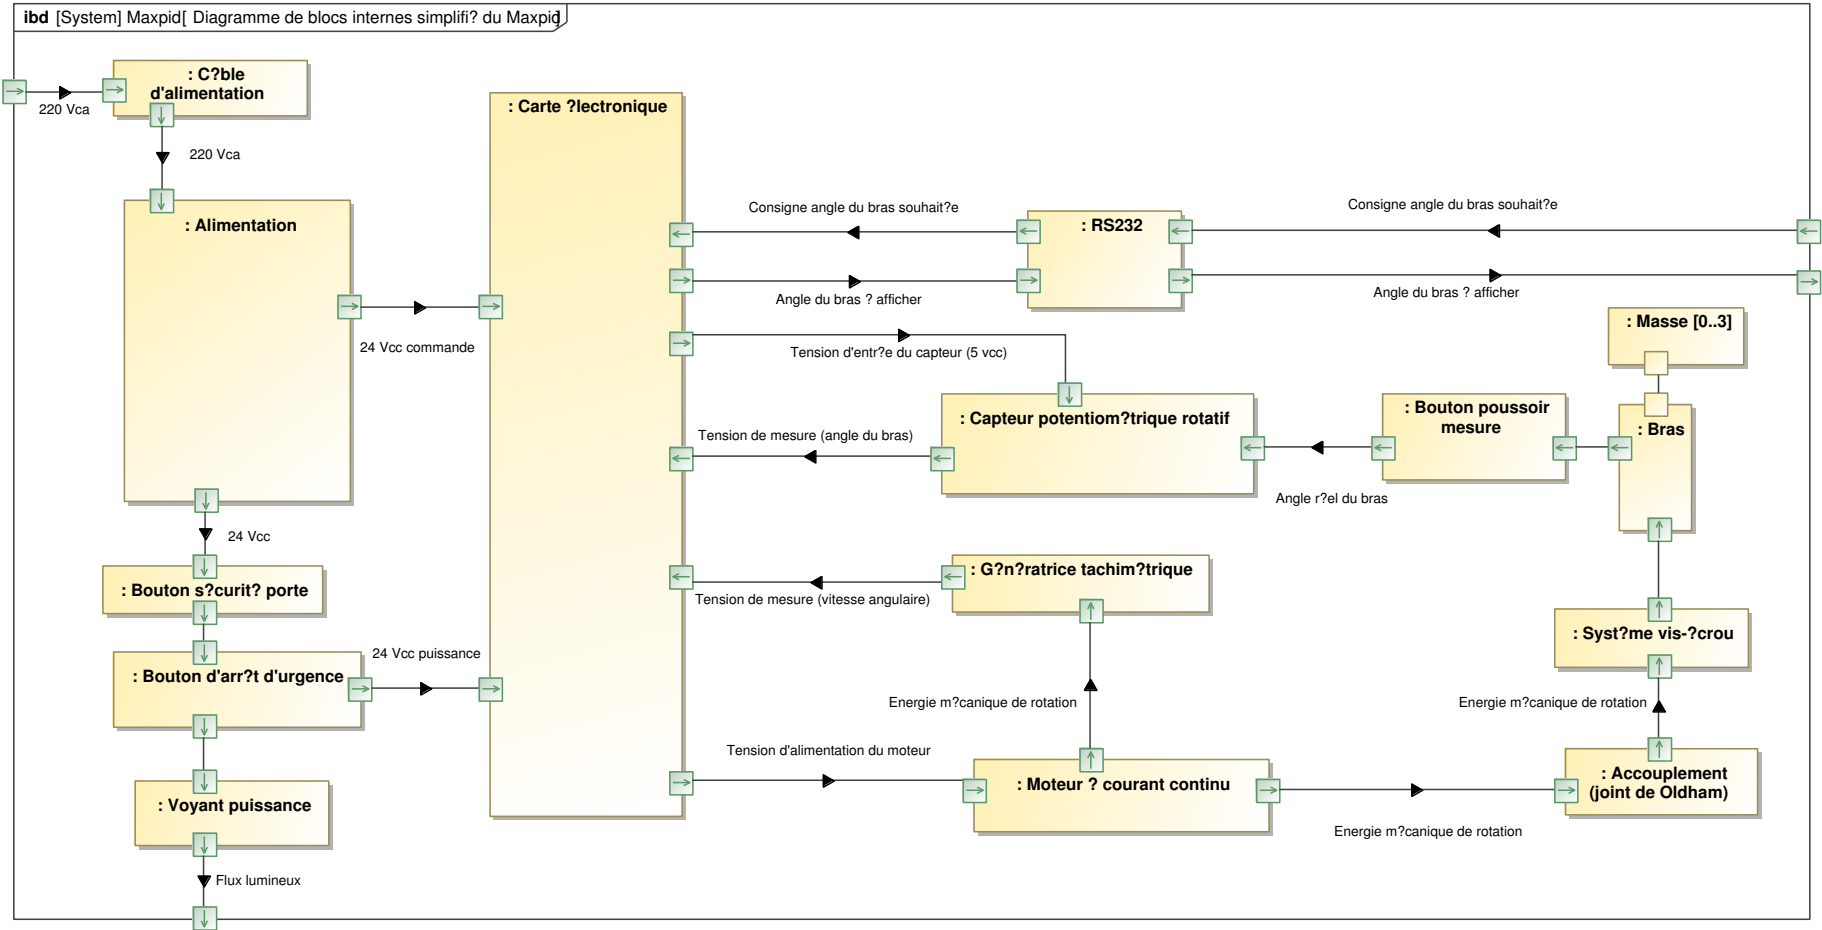 ibd [System] Maxpid[ Diagramme de blocs internes simplifi? du Maxpid]
: C?ble
d'alimentation
220 Vca
220 Vca
: Alimentation
24 Vcc commande
24 Vcc
: Bouton s?curit? porte
: Bouton d'arr?t d'urgence
24 Vcc puissance
: Voyant puissance
Flux lumineux
: Carte ?lectronique
Consigne angle du bras souhait?e
Angle du bras ? afficher
: RS232
Consigne angle du bras souhait?e
Angle du bras ? afficher
Tension d'entr?e du capteur (5 vcc)
: Capteur potentiom?trique rotatif
Tension de mesure (angle du bras)
: Bouton poussoir
mesure
Angle r?el du bras
: Masse [0..3]
: Bras
: G?n?ratrice tachim?trique
Tension de mesure (vitesse angulaire)
Energie m?canique de rotation
Tension d'alimentation du moteur
: Moteur ? courant continu
Energie m?canique de rotation
: Syst?me vis-?crou
Energie m?canique de rotation
: Accouplement
(joint de Oldham)